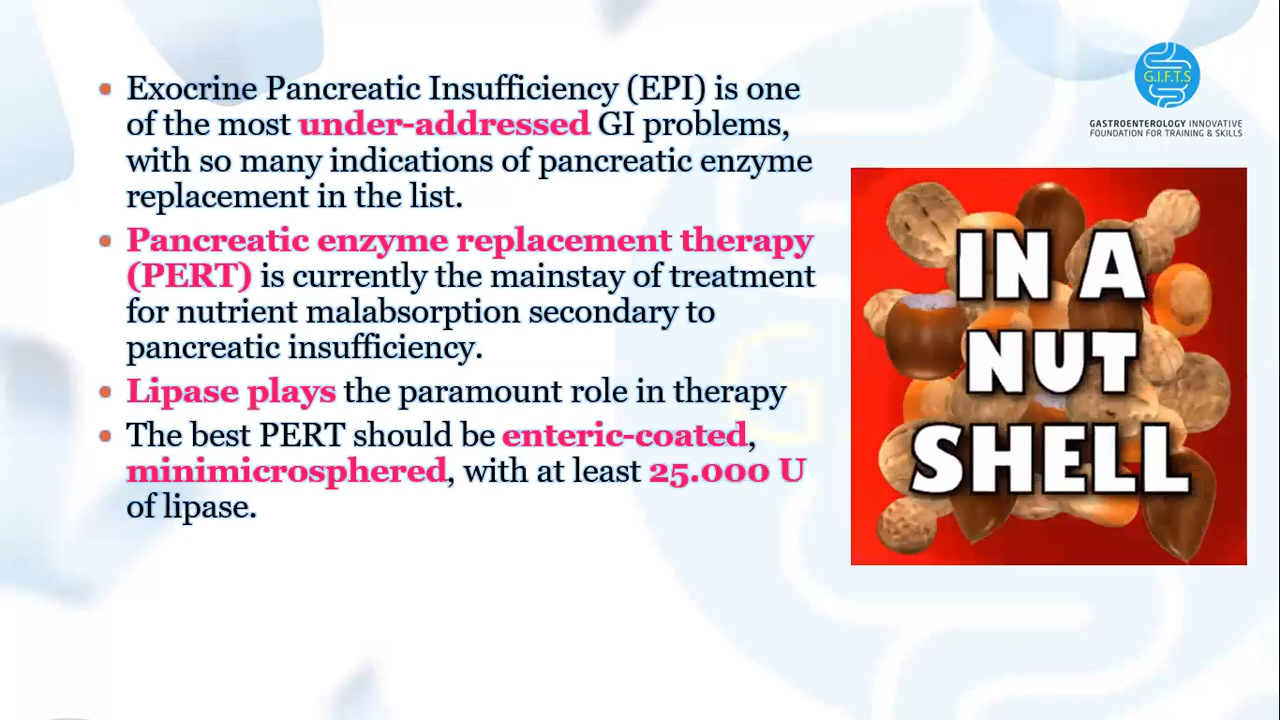 Exocrine Pancreatic Insufficiency (EPI) is one
of the most under-addressed GI problems,
with so many indications of pancreatic enzyme
replacement in the list.
Pancreatic enzyme replacement therapy
(PERT) is currently the mainstay of treatment
for nutrient malabsorption secondary to
pancreatic insufficiency.
Lipase plays the paramount role in therapy
The best PERT should be enteric-coated,
minimicrosphered, with at least 25.000 U
of lipase.
G.I.F.T.S
GASTROENTEROLOGY INNOVATIVE
FOUNDATION FOR TRAINING & SKILLS
IN A
NUT
SHELL